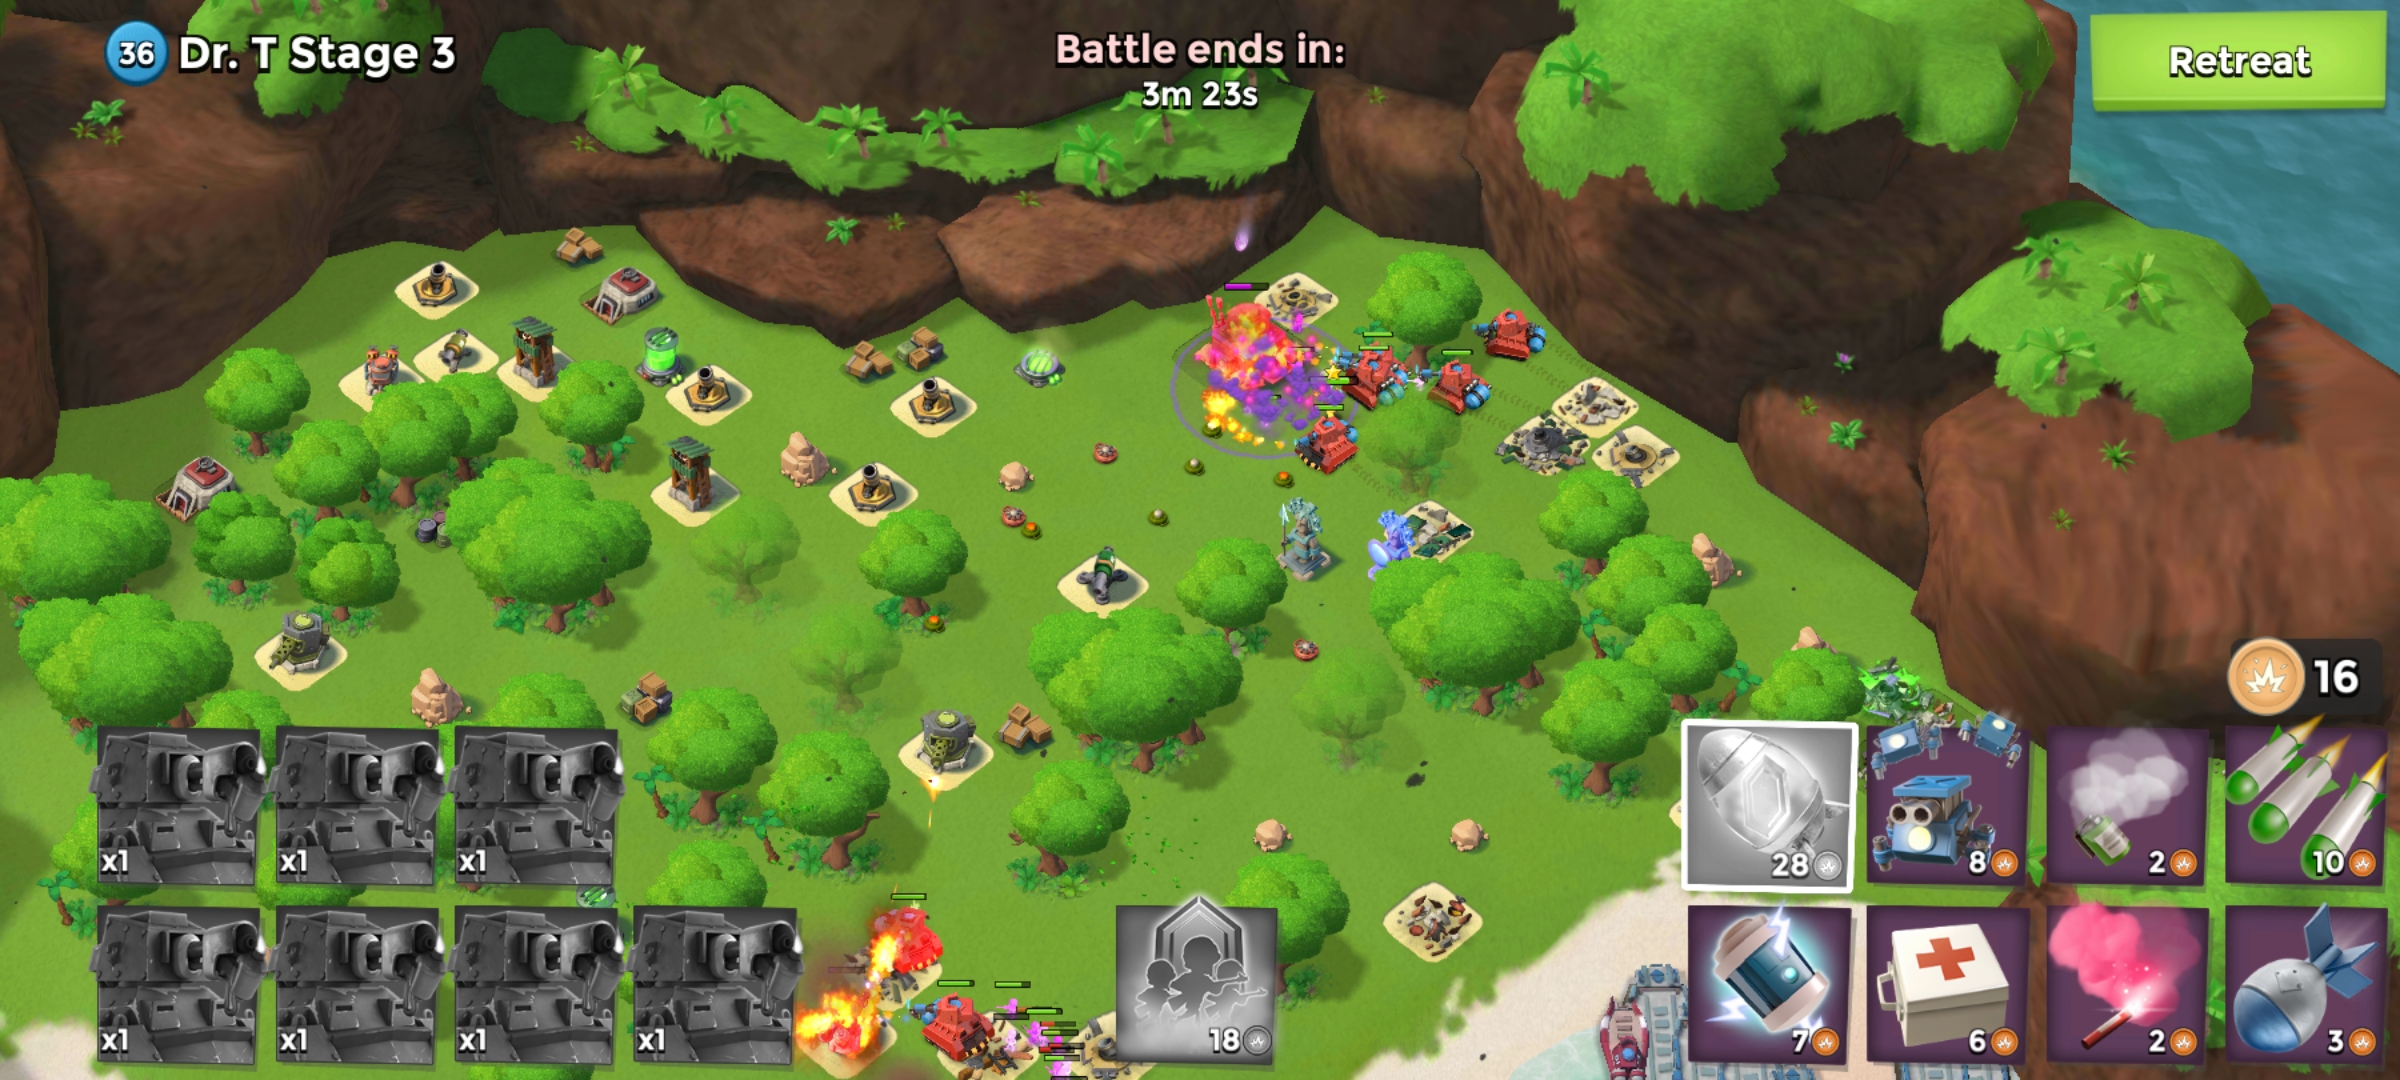 36 Dr. T Stage 3
Battle ends in:
3m 23s
Retreat
16
x1 x1 x1
28 8 2 10
x1 x1 x1 x1
18
7 6 2 3